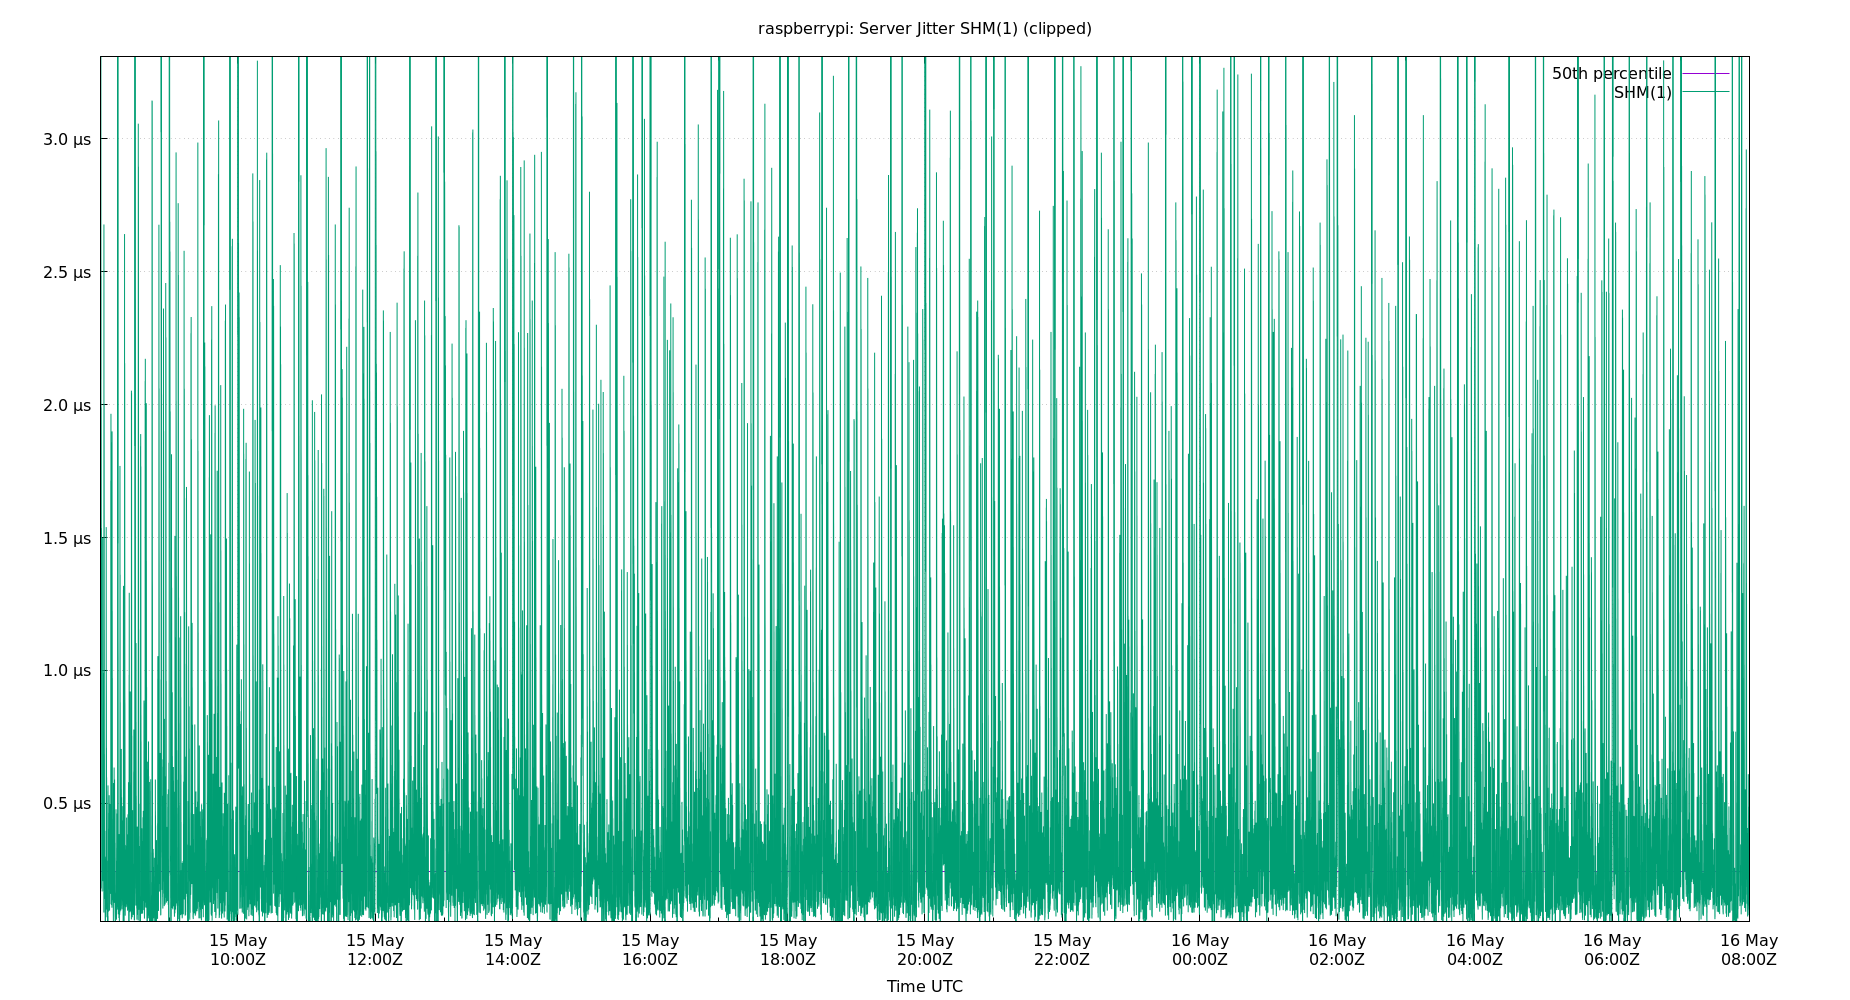 raspberrypi: Server Jitter SHM(1) (clipped)
50th percentile
SHM(1)
3.0 µs
2.5 µs
2.0 µs
1.5 µs
1.0 µs
0.5 µs
15 May 15 May 15 May 15 May 15 May 15 May 15 May 16 May 16 May 16 May 16 May 16 May
10:00Z 12:00Z 14:00Z 16:00Z 18:00Z 20:00Z 22:00Z 00:00Z 02:00Z 04:00Z 06:00Z 08:00Z
Time UTC